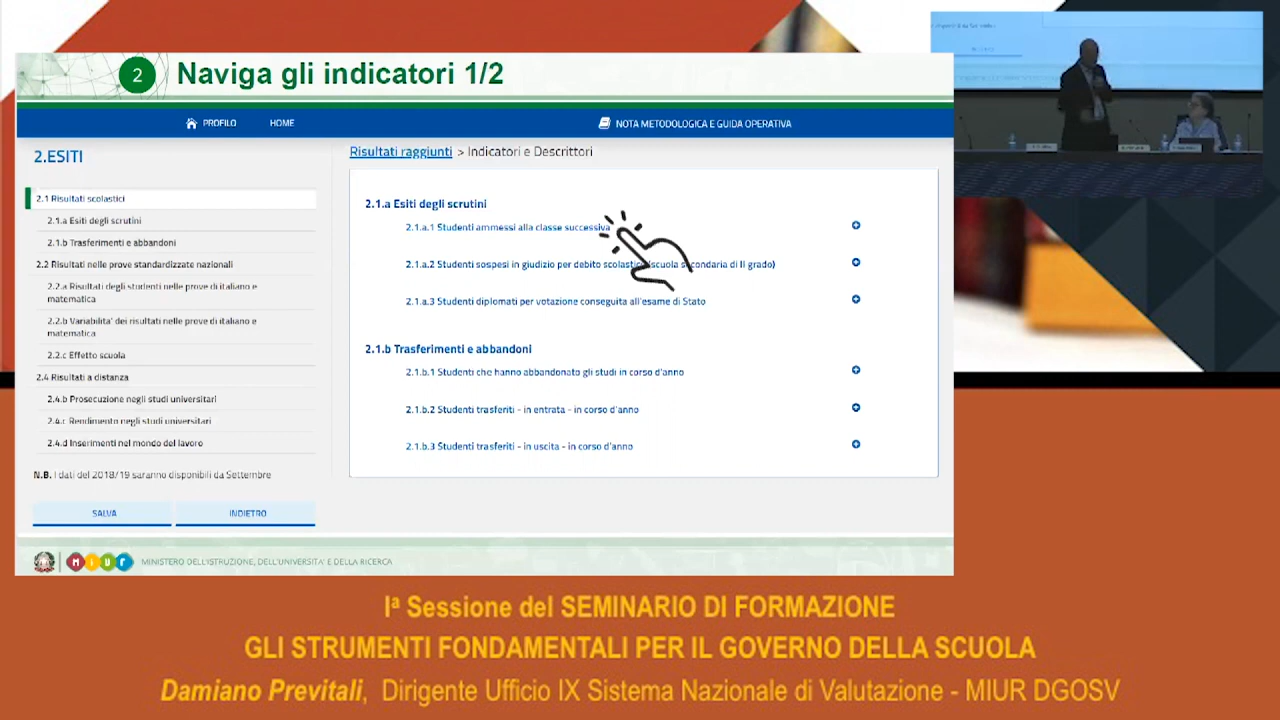 2 Naviga gli indicatori 1/2
PROFILO HOME NOTA METODOLOGICA E GUIDA OPERATIVA
2.ESITI
2.1 Risultati scolastici
2.1.a Esiti degli scrutini
2.1.b Trasferimenti e abbandoni
2.2 Risultati nelle prove standardizzate nazionali
2.2.a Risultati degli studenti nelle prove di italiano e
matematica
2.2.b Variabilita' dei risultati nelle prove di italiano e
matematica
2.2.c Effetto scuola
2.4 Risultati a distanza
2.4.b Prosecuzione negli studi universitari
2.4.c Rendimento negli studi universitari
2.4.d Inserimenti nel mondo del lavoro
N.B. I dati del 2018/19 saranno disponibili da Settembre
SALVA INDIETRO
Risultati raggiunti > Indicatori e Descrittori
2.1.a Esiti degli scrutini
2.1.a.1 Studenti ammessi alla classe successiva
2.1.a.2 Studenti sospesi in giudizio per debito scolastico (scuola secondaria di II grado)
2.1.a.3 Studenti diplomati per votazione conseguita all'esame di Stato
2.1.b Trasferimenti e abbandoni
2.1.b.1 Studenti che hanno abbandonato gli studi in corso d'anno
2.1.b.2 Studenti trasferiti - in entrata - in corso d'anno
2.1.b.3 Studenti trasferiti - in uscita - in corso d'anno
MIUR MINISTERO DELL'ISTRUZIONE, DELL'UNIVERSITA' E DELLA RICERCA
Iª Sessione del SEMINARIO DI FORMAZIONE
GLI STRUMENTI FONDAMENTALI PER IL GOVERNO DELLA SCUOLA
Damiano Previtali, Dirigente Ufficio IX Sistema Nazionale di Valutazione - MIUR DGOSV